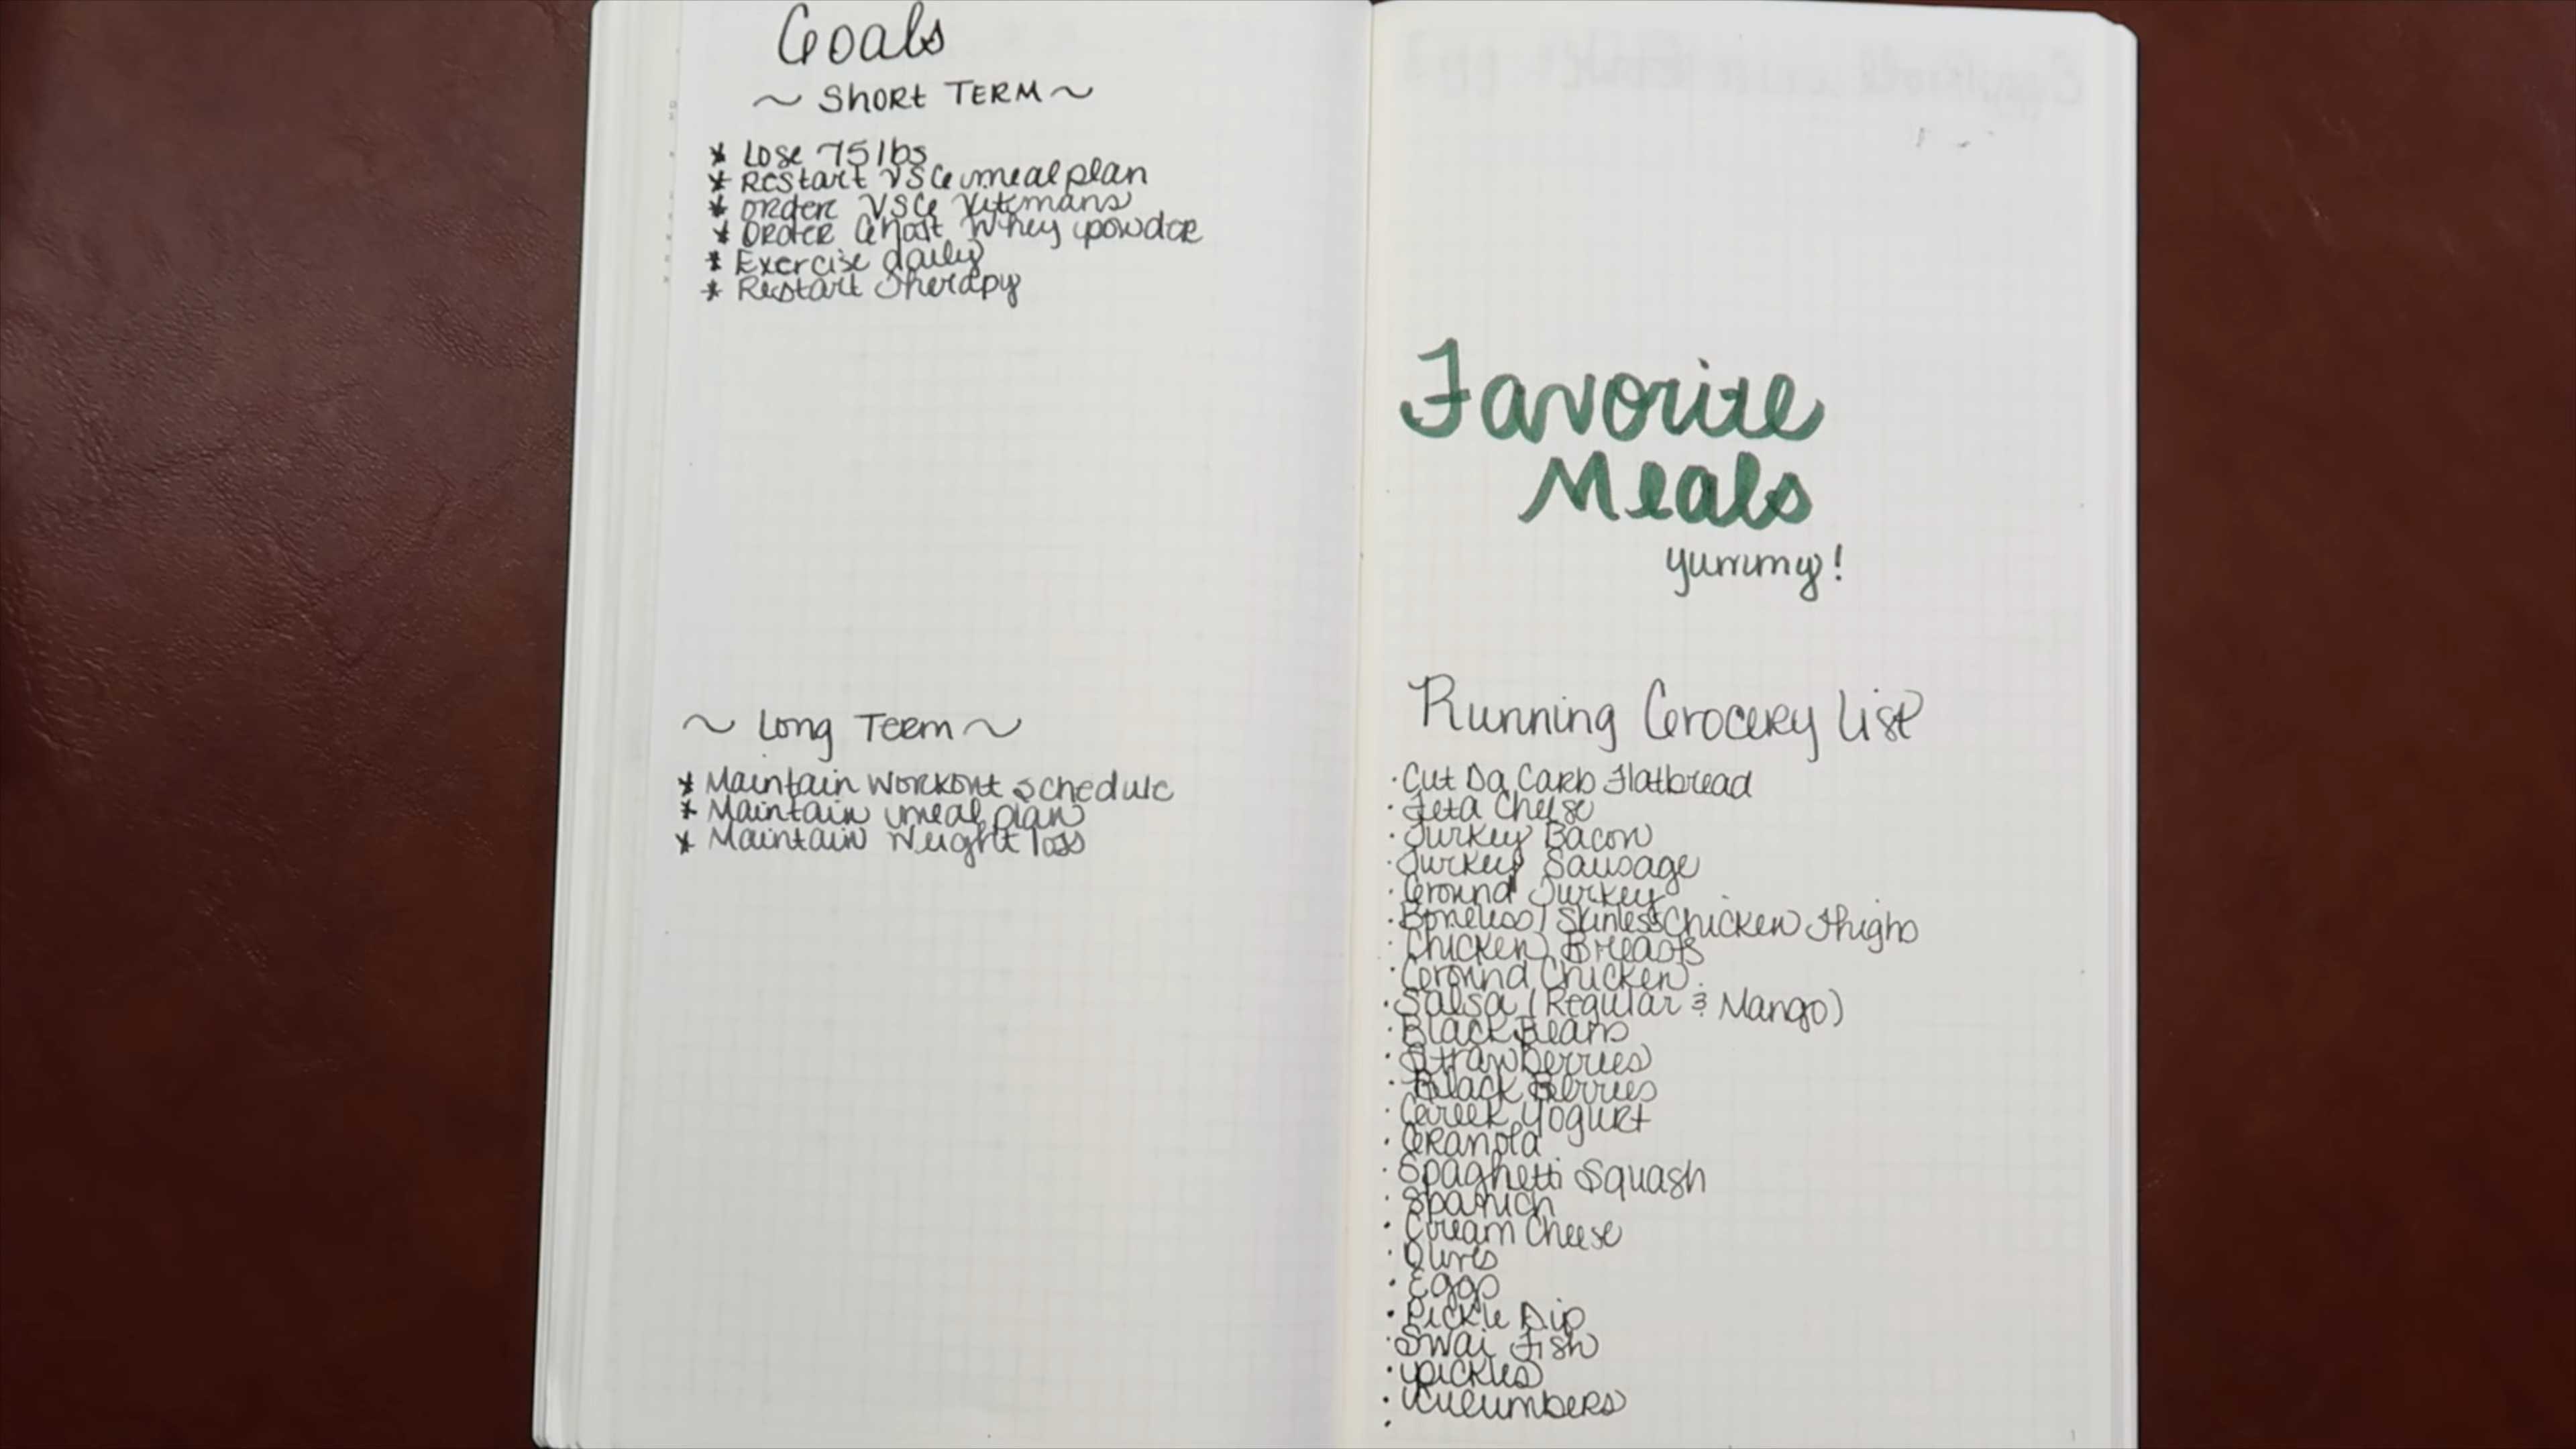 Goals
~ Short Term ~
* Lose 75 lbs
* Restart VSG meal plan
* Order VSG Vitimans
* Order Ghost Whey powder
* Exercise daily
* Restart Therapy
~ Long Term ~
* Maintain workout schedule
* Maintain meal plan
* Maintain Weight loss
Favorite
Meals
yummy!
Running Grocery List
· Cut Da Carb Flatbread
· Feta Cheese
· Turkey Bacon
· Turkey Sausage
· Ground Turkey
· Boneless/Skinless Chicken Thighs
· Chicken Breasts
· Ground Chicken
· Salsa (Regular & Mango)
· Black Beans
· Strawberries
· Black Berries
· Greek Yogurt
· Granola
· Spaghetti Squash
· Spanich
· Cream Cheese
· Olives
· Eggs
· Pickle Dip
· Swai Fish
· pickles
· Cucumbers
·